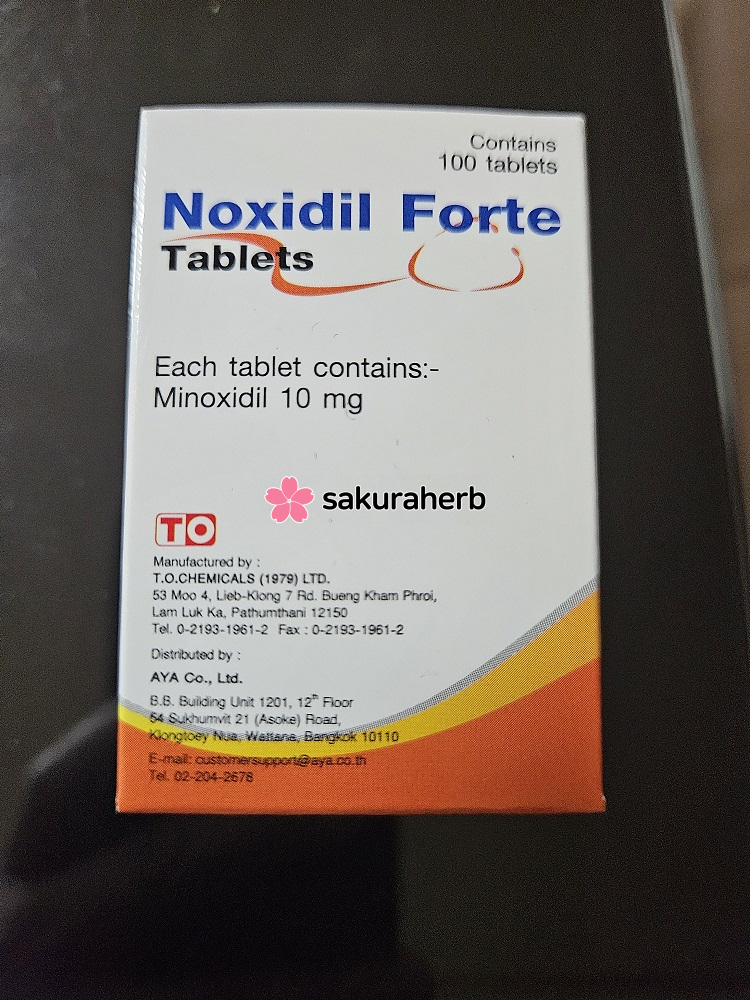 Contains
100 tablets
Noxidil Forte
Tablets
Each tablet contains:-
Minoxidil 10 mg
sakuraherb
TO
Manufactured by :
T.O.CHEMICALS (1979) LTD.
53 Moo 4, Lieb-Klong 7 Rd. Bueng Kham Phroi,
Lam Luk Ka, Pathumthani 12150
Tel. 0-2193-1961-2 Fax : 0-2193-1961-2
Distributed by :
AYA Co., Ltd.
B.B. Building Unit 1201, 12th Floor
54 Sukhumvit 21 (Asoke) Road,
Klongtoey Nua, Wattana, Bangkok 10110
E-mail: customersupport@aya.co.th
Tel. 02-204-2678